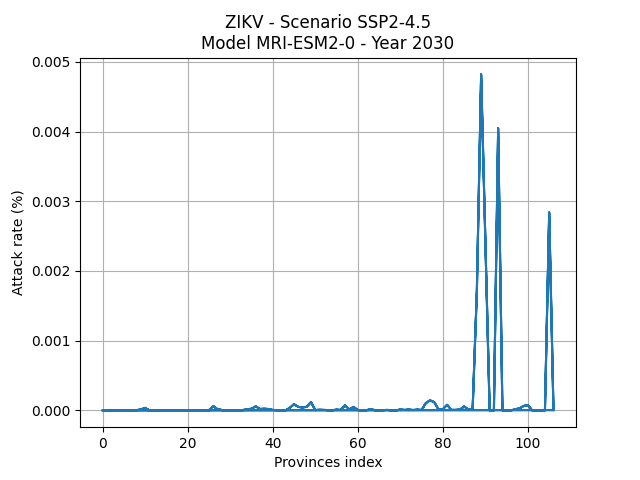 ZIKV - Scenario SSP2-4.5
Model MRI-ESM2-0 - Year 2030
0.005
0.004
0.003
0.002
0.001
0.000
Attack rate (%)
0 20 40 60 80 100
Provinces index